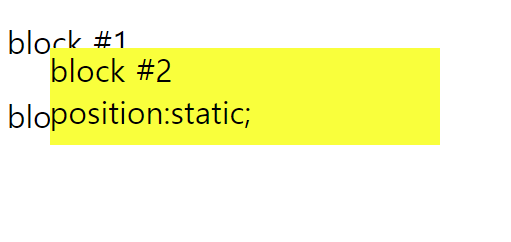 block #1
block #2
position:static;
blo